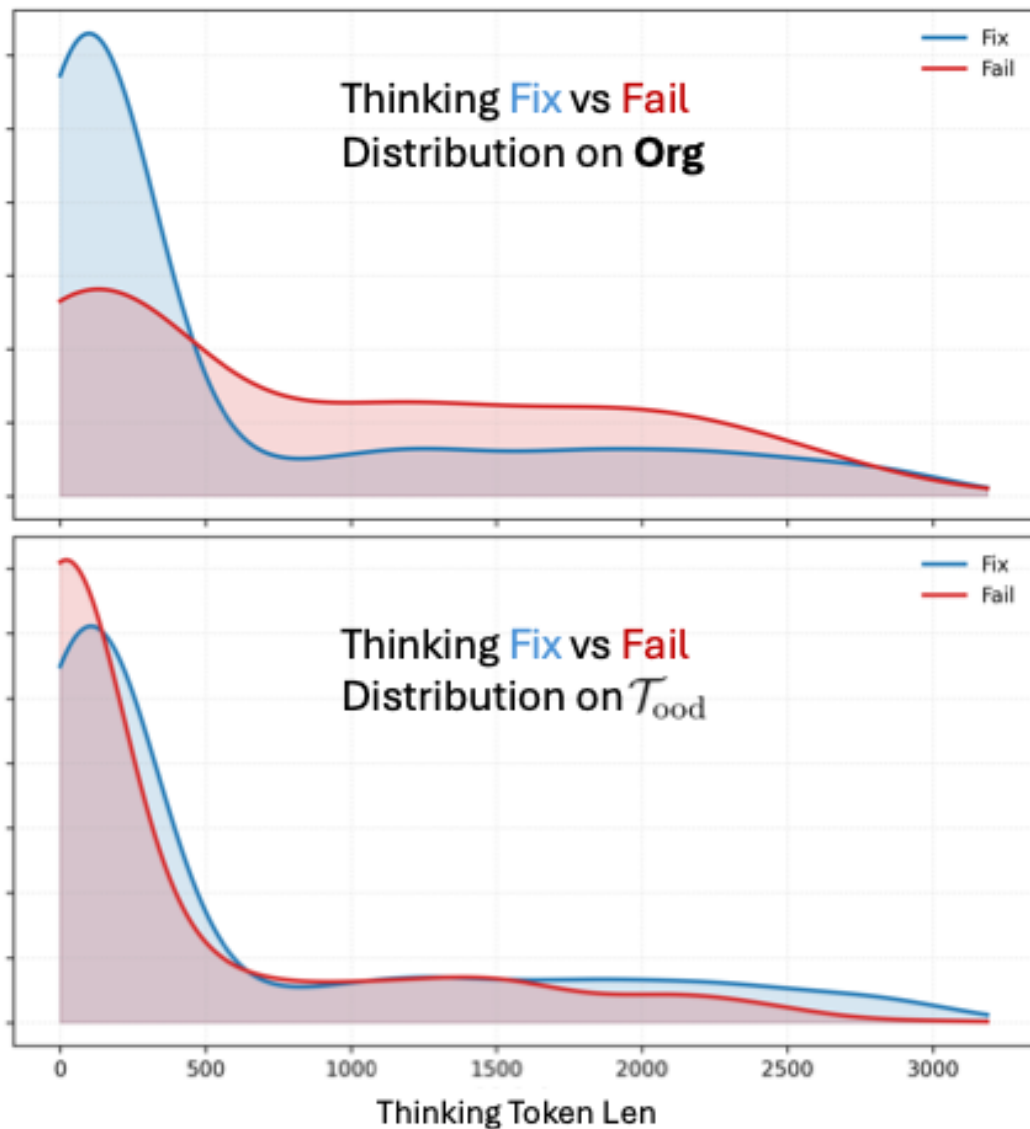 Fix
Fail
Thinking Fix vs Fail
Distribution on Org
Fix
Fail
Thinking Fix vs Fail
Distribution on 𝒯ood
0 500 1000 1500 2000 2500 3000
Thinking Token Len